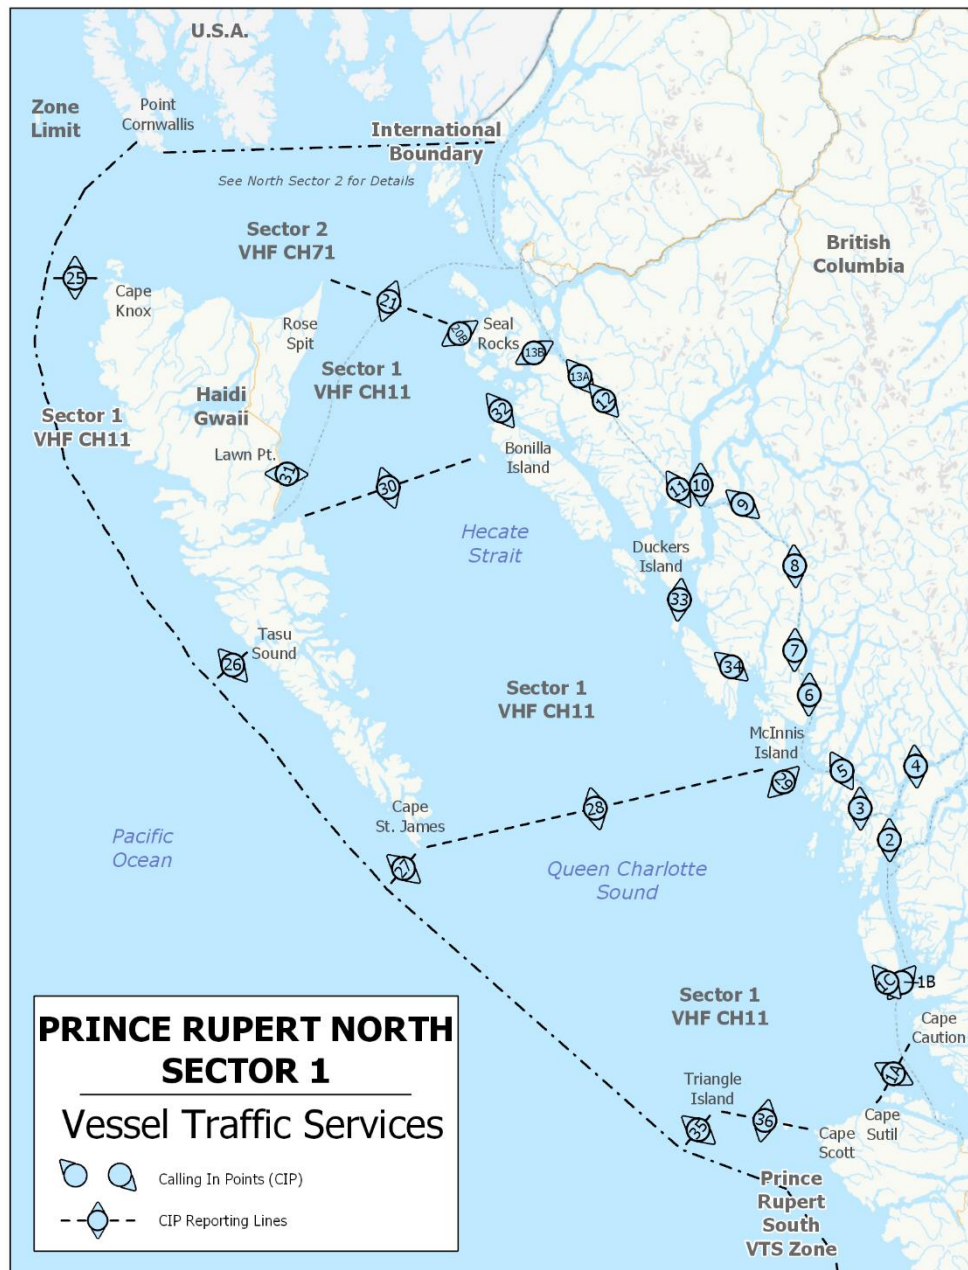 U.S.A.
Zone
Limit
Point
Cornwallis
International
Boundary
See North Sector 2 for Details
Sector 2
VHF CH71
British
Columbia
25
Cape
Knox
21
Rose
Spit
20B
Seal
Rocks
13B
13A
12
Sector 1
VHF CH11
Haidi
Gwaii
32
Sector 1
VHF CH11
Lawn Pt.
31
Bonilla
Island
30
11
10
9
Hecate
Strait
Duckers
Island
8
33
Tasu
Sound
26
7
34
6
Sector 1
VHF CH11
McInnis
Island
29
5
4
3
2
Cape
St. James
28
27
Pacific
Ocean
Queen Charlotte
Sound
1C
1B
Sector 1
VHF CH11
Cape
Caution
1A
Triangle
Island
35
36
Cape
Sutil
Cape
Scott
Prince
Rupert
South
VTS Zone
PRINCE RUPERT NORTH
SECTOR 1
Vessel Traffic Services
Calling In Points (CIP)
CIP Reporting Lines